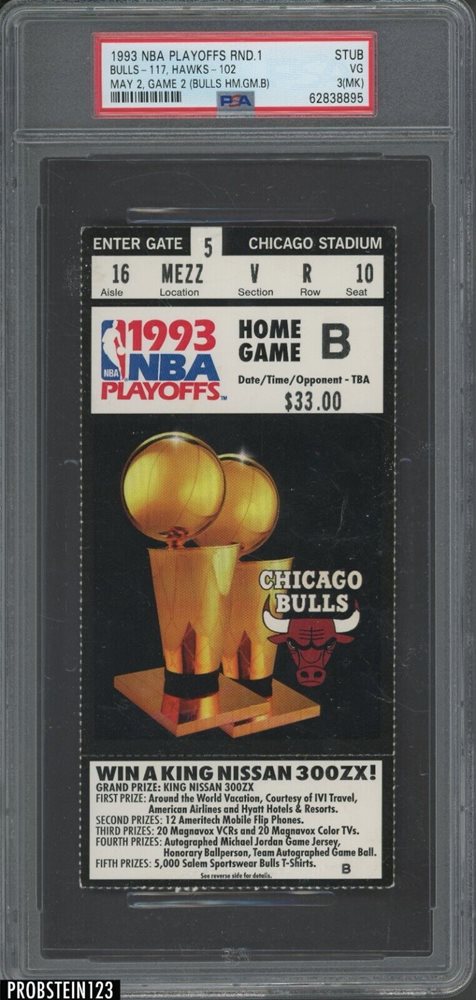 1993 NBA PLAYOFFS RND.1 STUB
BULLS-117, HAWKS-102 VG
MAY 2, GAME 2 (BULLS HM.GM.B) 3(MK)
PSA 62838895
ENTER GATE 5 CHICAGO STADIUM
16 MEZZ V R 10
Aisle Location Section Row Seat
1993 HOME
NBA GAME B
NBA
PLAYOFFS™ Date/Time/Opponent - TBA
$33.00
CHICAGO
BULLS
WIN A KING NISSAN 300ZX!
GRAND PRIZE: KING NISSAN 300ZX
FIRST PRIZE: Around the World Vacation, Courtesy of IVI Travel,
American Airlines and Hyatt Hotels & Resorts.
SECOND PRIZES: 12 Ameritech Mobile Flip Phones.
THIRD PRIZES: 20 Magnavox VCRs and 20 Magnavox Color TVs.
FOURTH PRIZES: Autographed Michael Jordan Game Jersey,
Honorary Ballperson, Team Autographed Game Ball.
FIFTH PRIZES: 5,000 Salem Sportswear Bulls T-Shirts. B
See reverse side for details.
PROBSTEIN123